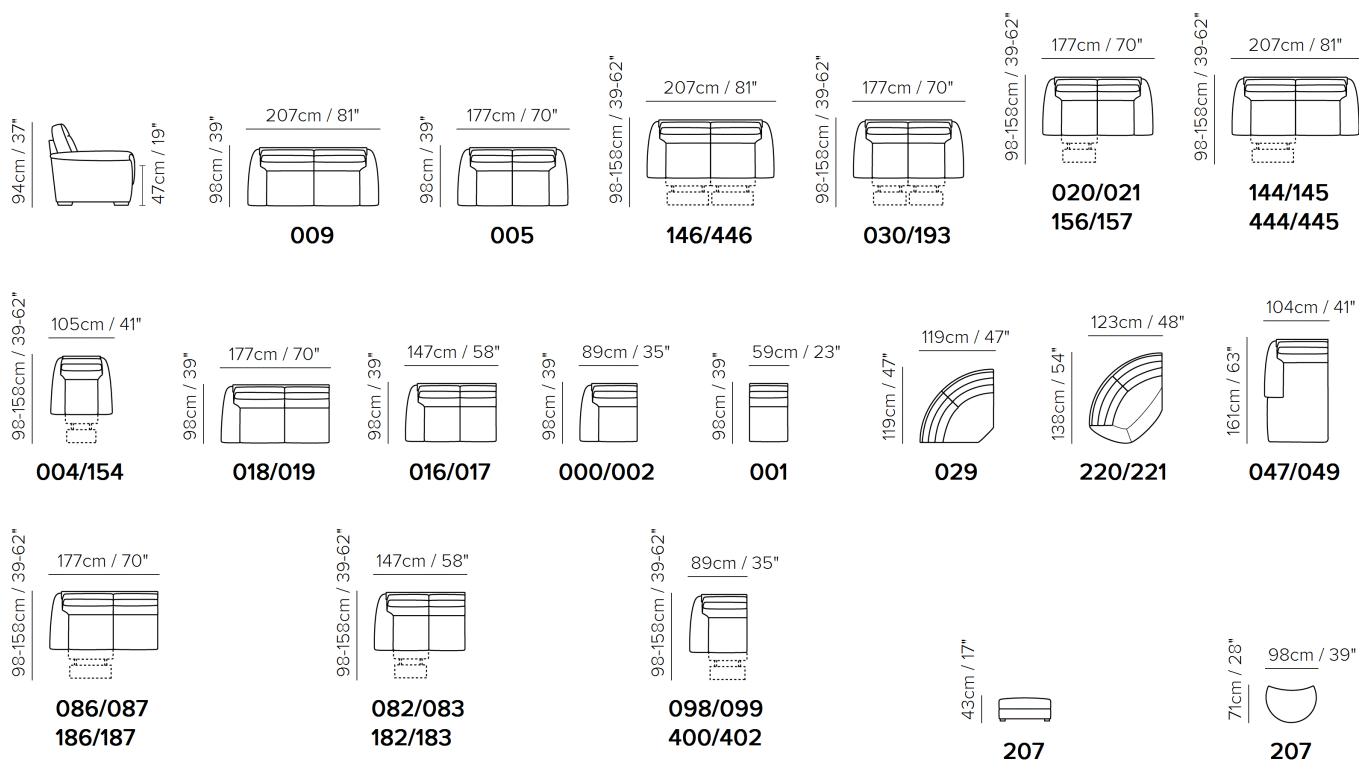 94cm / 37"
47cm / 19"
98cm / 39"
207cm / 81"
009
98cm / 39"
177cm / 70"
005
98-158cm / 39-62"
207cm / 81"
146/446
98-158cm / 39-62"
177cm / 70"
030/193
98-158cm / 39-62"
177cm / 70"
020/021
156/157
98-158cm / 39-62"
207cm / 81"
144/145
444/445
98-158cm / 39-62"
105cm / 41"
004/154
98cm / 39"
177cm / 70"
018/019
98cm / 39"
147cm / 58"
016/017
98cm / 39"
89cm / 35"
000/002
98cm / 39"
59cm / 23"
001
119cm / 47"
119cm / 47"
029
138cm / 54"
123cm / 48"
220/221
161cm / 63"
104cm / 41"
047/049
98-158cm / 39-62"
177cm / 70"
086/087
186/187
98-158cm / 39-62"
147cm / 58"
082/083
182/183
98-158cm / 39-62"
89cm / 35"
098/099
400/402
43cm / 17"
207
71cm / 28"
98cm / 39"
207